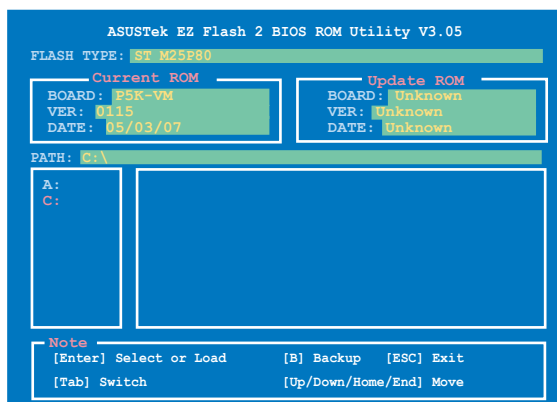 ASUSTek EZ Flash 2 BIOS ROM Utility V3.05
FLASH TYPE: ST M25P80
Current ROM
BOARD: P5K-VM
VER: 0115
DATE: 05/03/07
Update ROM
BOARD: Unknown
VER: Unknown
DATE: Unknown
PATH: C:\
A:
C:
Note
[Enter] Select or Load [B] Backup [ESC] Exit
[Tab] Switch [Up/Down/Home/End] Move